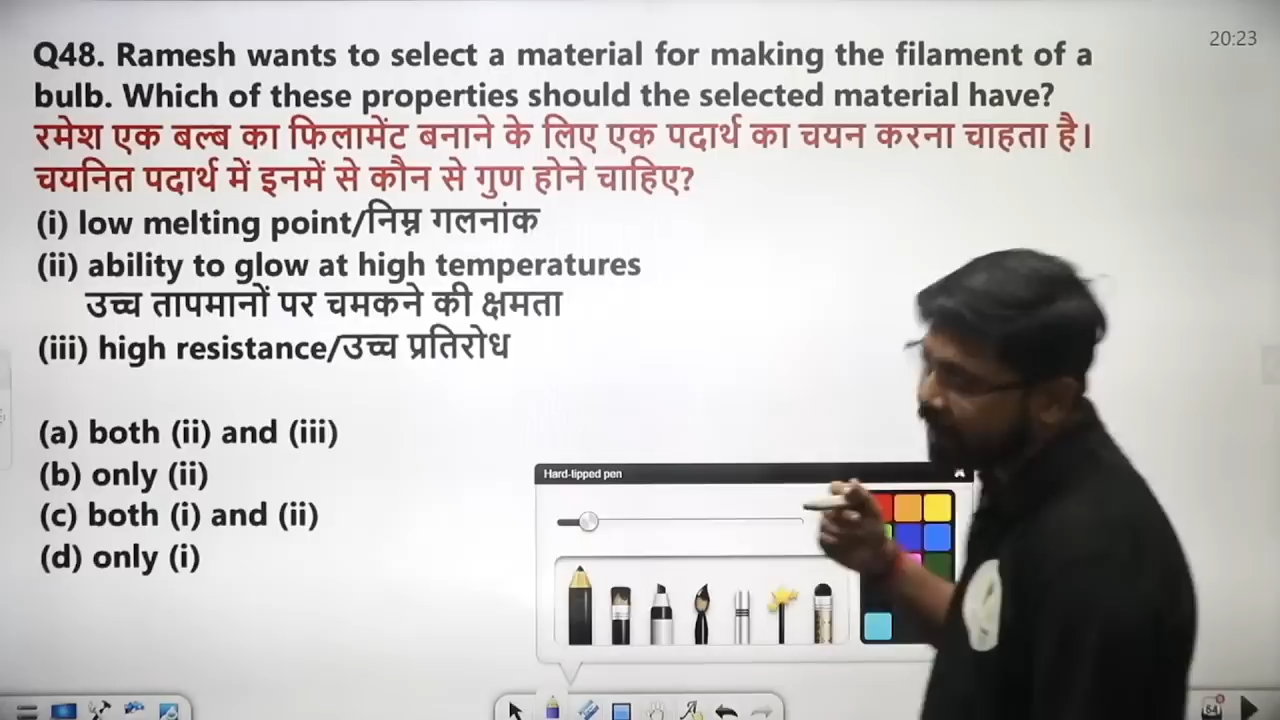 20:23
Q48. Ramesh wants to select a material for making the filament of a
bulb. Which of these properties should the selected material have?
रमेश एक बल्ब का फिलामेंट बनाने के लिए एक पदार्थ का चयन करना चाहता है।
चयनित पदार्थ में इनमें से कौन से गुण होने चाहिए?
(i) low melting point/निम्न गलनांक
(ii) ability to glow at high temperatures
उच्च तापमानों पर चमकने की क्षमता
(iii) high resistance/उच्च प्रतिरोध
(a) both (ii) and (iii)
(b) only (ii)
(c) both (i) and (ii)
(d) only (i)
Hard-tipped pen
64